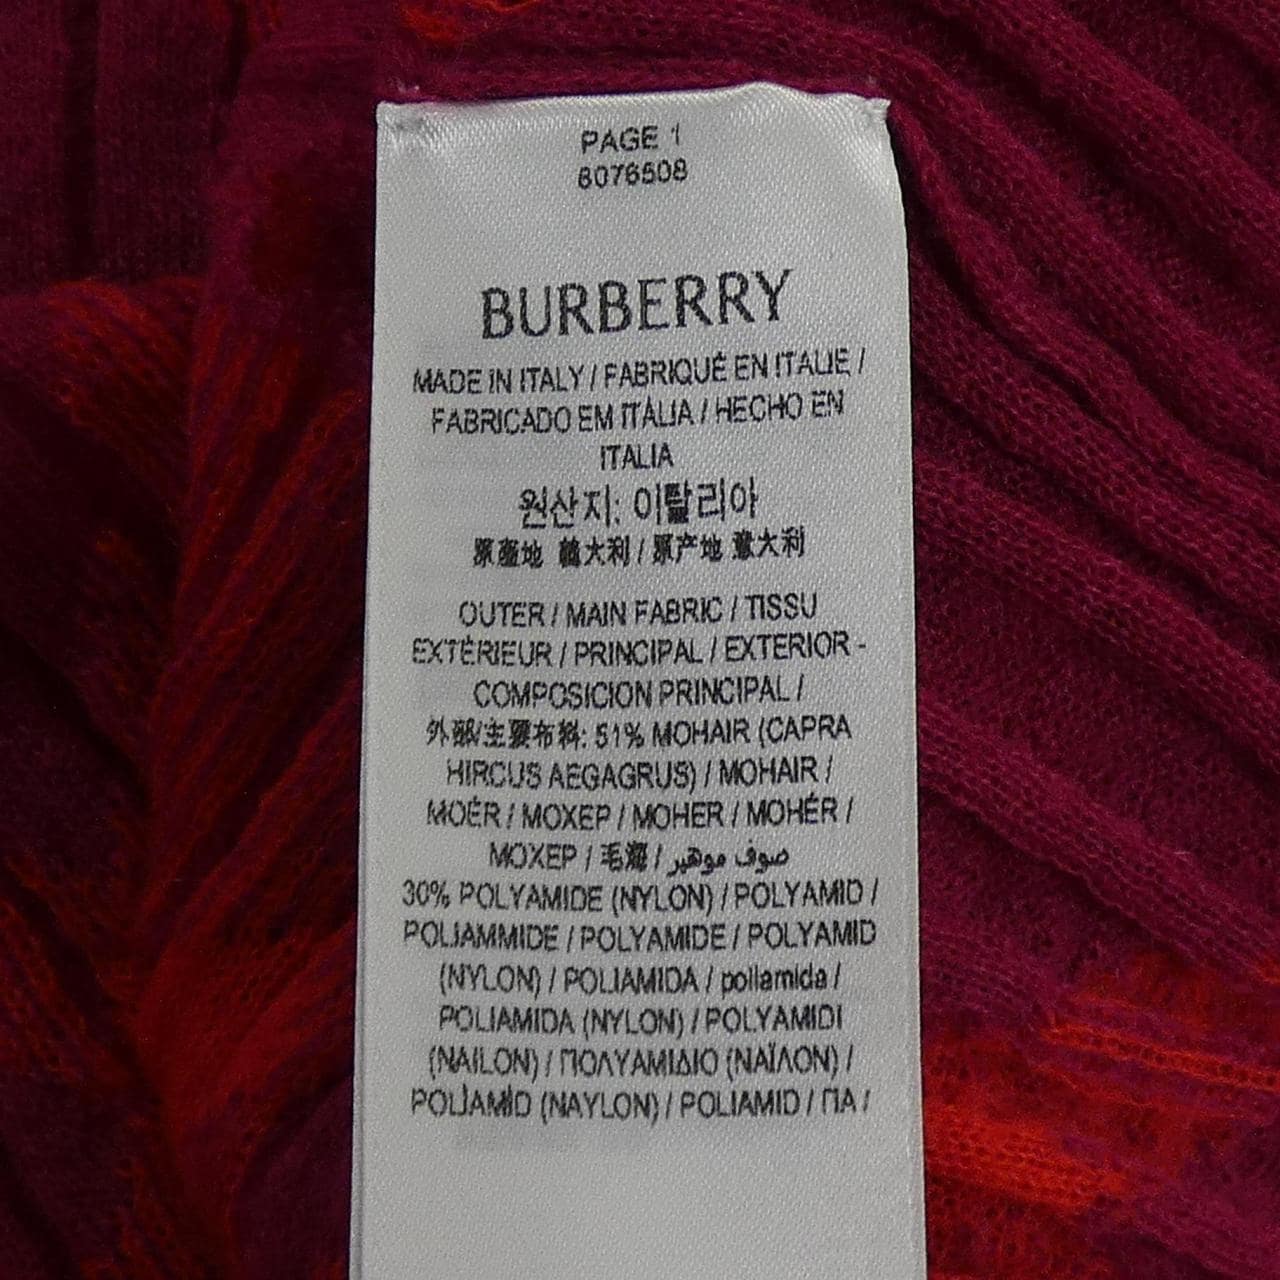 PAGE 1
8076508
BURBERRY
MADE IN ITALY / FABRIQUÉ EN ITALIE /
FABRICADO EM ITÁLIA / HECHO EN
ITALIA
원산지: 이탈리아
原產地 義大利 / 原产地 意大利
OUTER / MAIN FABRIC / TISSU
EXTÉRIEUR / PRINCIPAL / EXTERIOR -
COMPOSICION PRINCIPAL /
外部/主要布料: 51% MOHAIR (CAPRA
HIRCUS AEGAGRUS) / MOHAIR /
MOÉR / МОХЕР / MOHER / MOHÉR /
МОХЕР / 毛海 / صوف موهير
30% POLYAMIDE (NYLON) / POLYAMID /
POLIAMMIDE / POLYAMIDE / POLYAMID
(NYLON) / POLIAMIDA / poliamida /
POLIAMIDA (NYLON) / POLYAMIDI
(NAILON) / ΠΟΛΥΑΜΙΔΙΟ (ΝΑΪΛΟΝ) /
POLİAMİD (NAYLON) / POLIAMID / ПА /